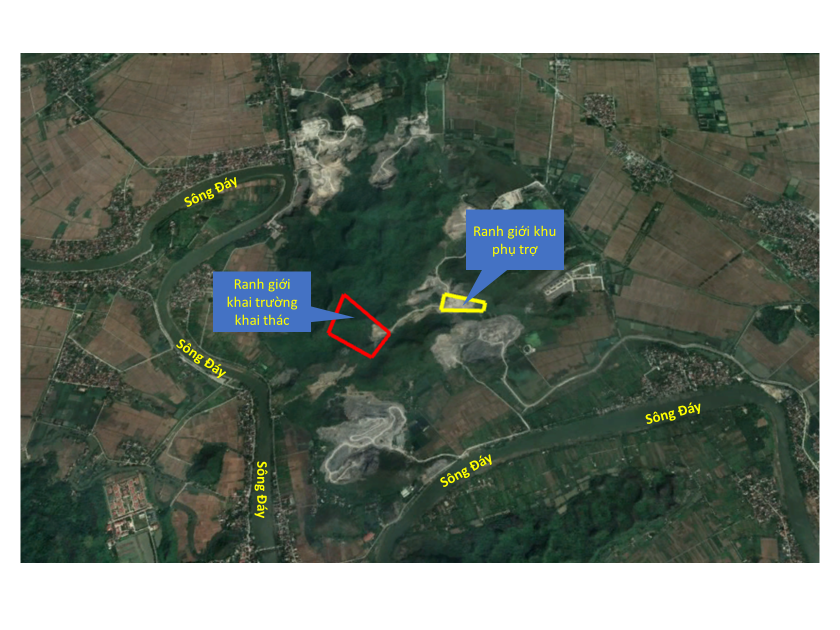 Sông Đáy
Ranh giới khu
phụ trợ
Ranh giới
khai trường
khai thác
Sông Đáy
Sông Đáy
Sông Đáy
Sông Đáy